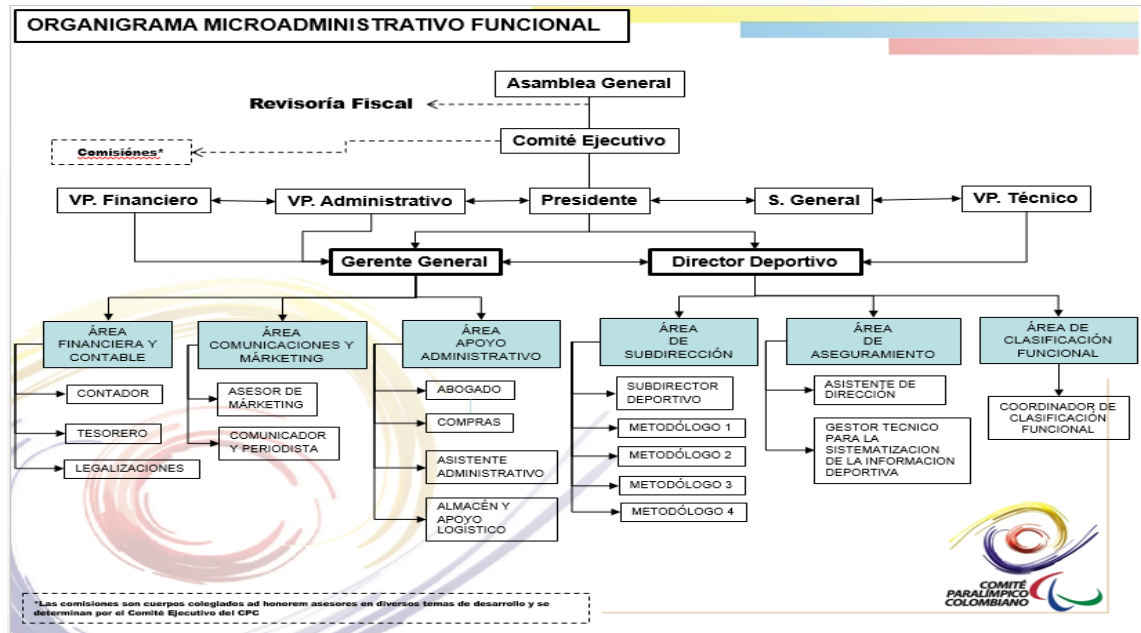 ORGANIGRAMA MICROADMINISTRATIVO FUNCIONAL
Asamblea General
Revisoría Fiscal
Comité Ejecutivo
Comisiónes*
VP. Financiero
VP. Administrativo
Presidente
S. General
VP. Técnico
Gerente General
Director Deportivo
ÁREA
FINANCIERA Y
CONTABLE
CONTADOR
TESORERO
LEGALIZACIONES
ÁREA
COMUNICACIONES Y
MÁRKETING
ASESOR DE
MÁRKETING
COMUNICADOR
Y PERIODISTA
ÁREA
APOYO
ADMINISTRATIVO
ABOGADO
COMPRAS
ASISTENTE
ADMINISTRATIVO
ALMACÉN Y
APOYO
LOGÍSTICO
ÁREA
DE
SUBDIRECCIÓN
SUBDIRECTOR
DEPORTIVO
METODÓLOGO 1
METODÓLOGO 2
METODÓLOGO 3
METODÓLOGO 4
ÁREA
DE
ASEGURAMIENTO
ASISTENTE DE
DIRECCIÓN
GESTOR TECNICO
PARA LA
SISTEMATIZACION
DE LA INFORMACION
DEPORTIVA
ÁREA DE
CLASIFICACIÓN
FUNCIONAL
COORDINADOR DE
CLASIFICACIÓN
FUNCIONAL
COMITÉ
PARALÍMPICO
COLOMBIANO
*Las comisiones son cuerpos colegiados ad honorem asesores en diversos temas de desarrollo y se
determinan por el Comité Ejecutivo del CPC